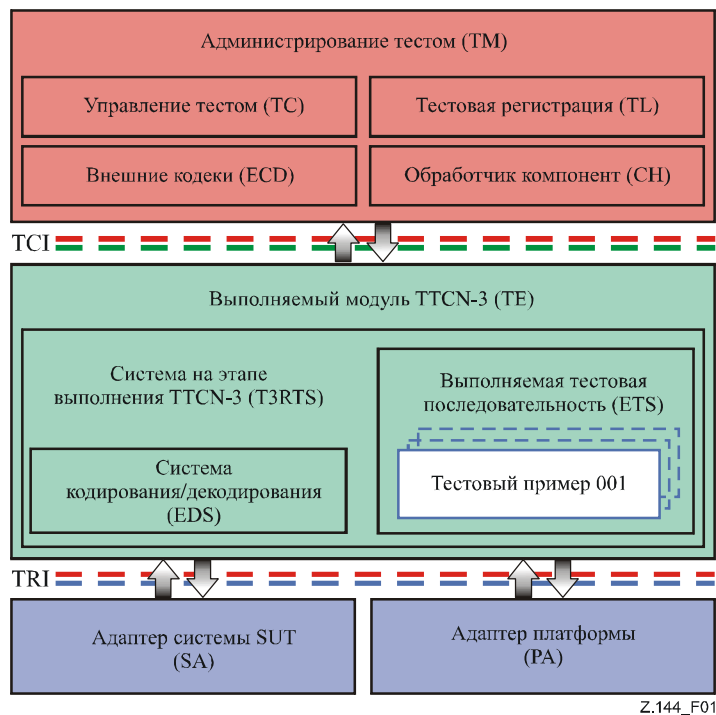 Администрирование тестом (TM)
Управление тестом (TC)
Тестовая регистрация (TL)
Внешние кодеки (ECD)
Обработчик компонент (CH)
TCI
Выполняемый модуль TTCN-3 (TE)
Система на этапе
выполнения TTCN-3 (T3RTS)
Выполняемая тестовая
последовательность (ETS)
Система
кодирования/декодирования
(EDS)
Тестовый пример 001
TRI
Адаптер системы SUT
(SA)
Адаптер платформы
(PA)
Z.144_F01